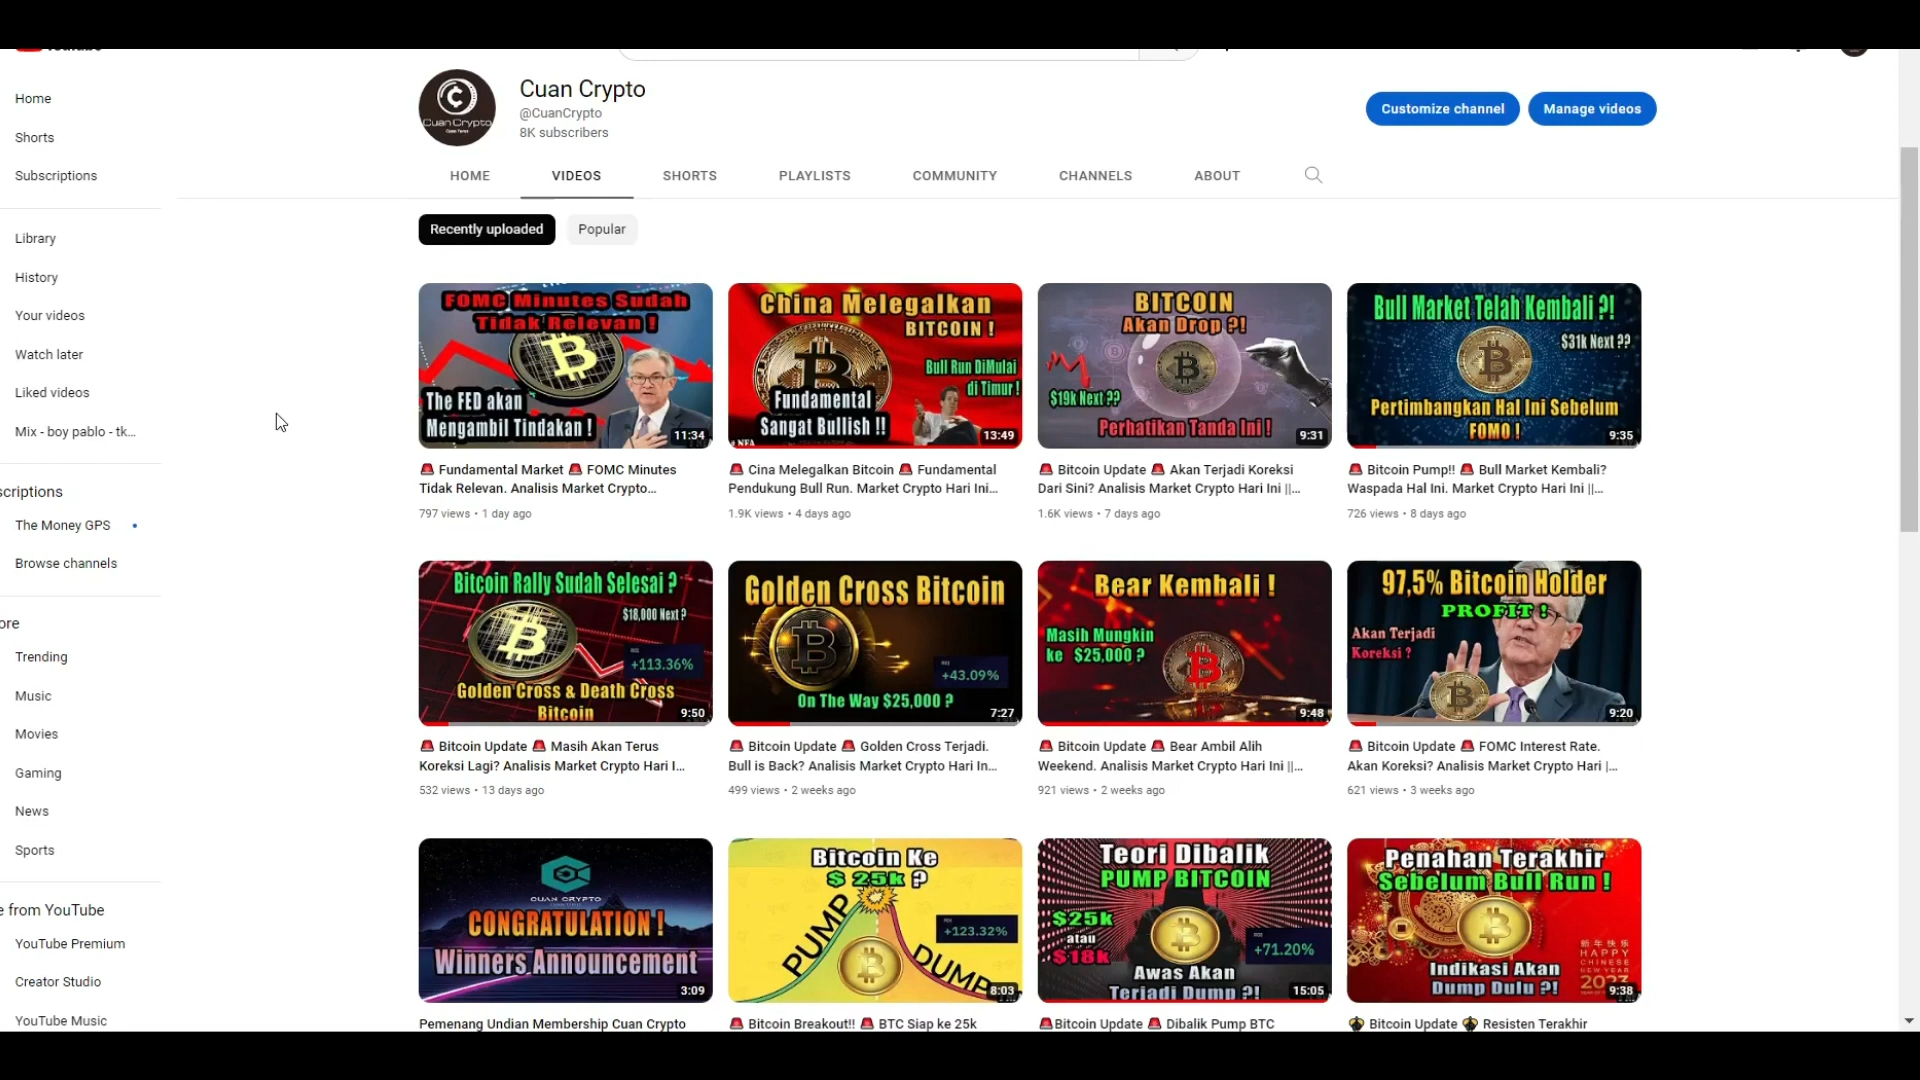 Home
Shorts
Subscriptions
Library
History
Your videos
Watch later
Liked videos
Mix - boy pablo - tk...
scriptions
The Money GPS
Browse channels
ore
Trending
Music
Movies
Gaming
News
Sports
e from YouTube
YouTube Premium
Creator Studio
YouTube Music
CuanCrypto
Cuan Crypto
@CuanCrypto
8K subscribers
Customize channel
Manage videos
HOME
VIDEOS
SHORTS
PLAYLISTS
COMMUNITY
CHANNELS
ABOUT
Recently uploaded
Popular
FOMC Minutes Sudah
Tidak Relevan !
The FED akan
Mengambil Tindakan !
11:34
🚨 Fundamental Market 🚨 FOMC Minutes
Tidak Relevan. Analisis Market Crypto...
797 views • 1 day ago
China Melegalkan
BITCOIN !
Bull Run DiMulai
di Timur !
Fundamental
Sangat Bullish !!
# NFA
13:49
🚨 Cina Melegalkan Bitcoin 🚨 Fundamental
Pendukung Bull Run. Market Crypto Hari Ini...
1.9K views • 4 days ago
BITCOIN
Akan Drop ?!
$19k Next ??
Perhatikan Tanda Ini !
9:31
🚨 Bitcoin Update 🚨 Akan Terjadi Koreksi
Dari Sini? Analisis Market Crypto Hari Ini ||...
1.6K views • 7 days ago
Bull Market Telah Kembali ?!
$31k Next ??
Pertimbangkan Hal Ini Sebelum
FOMO !
9:35
🚨 Bitcoin Pump!! 🚨 Bull Market Kembali?
Waspada Hal Ini. Market Crypto Hari Ini ||...
726 views • 8 days ago
Bitcoin Rally Sudah Selesai ?
$18,000 Next ?
+113.36%
Golden Cross & Death Cross
Bitcoin
9:50
🚨 Bitcoin Update 🚨 Masih Akan Terus
Koreksi Lagi? Analisis Market Crypto Hari I...
532 views • 13 days ago
Golden Cross Bitcoin
+43.09%
On The Way $25,000 ?
7:27
🚨 Bitcoin Update 🚨 Golden Cross Terjadi.
Bull is Back? Analisis Market Crypto Hari In...
499 views • 2 weeks ago
Bear Kembali !
Masih Mungkin
ke $25,000 ?
9:48
🚨 Bitcoin Update 🚨 Bear Ambil Alih
Weekend. Analisis Market Crypto Hari Ini ||...
921 views • 2 weeks ago
97,5% Bitcoin Holder
PROFIT !
Akan Terjadi
Koreksi ?
9:20
🚨 Bitcoin Update 🚨 FOMC Interest Rate.
Akan Koreksi? Analisis Market Crypto Hari |...
621 views • 3 weeks ago
CUAN CRYPTO
CONGRATULATION !
Winners Announcement
3:09
Pemenang Undian Membership Cuan Crypto
Bitcoin Ke
$ 25k ?
PUMP
DUMP
+123.32%
8:03
🚨 Bitcoin Breakout!! 🚨 BTC Siap ke 25k
Teori Dibalik
PUMP BITCOIN
$25k
atau
$18k
+71.20%
Awas Akan
Terjadi Dump ?!
15:05
🚨Bitcoin Update 🚨 Dibalik Pump BTC
Penahan Terakhir
Sebelum Bull Run !
新年快乐
HAPPY
CHINESE
NEW YEAR
2023
Indikasi Akan
Dump Dulu ?!
9:38
Bitcoin Update Resisten Terakhir